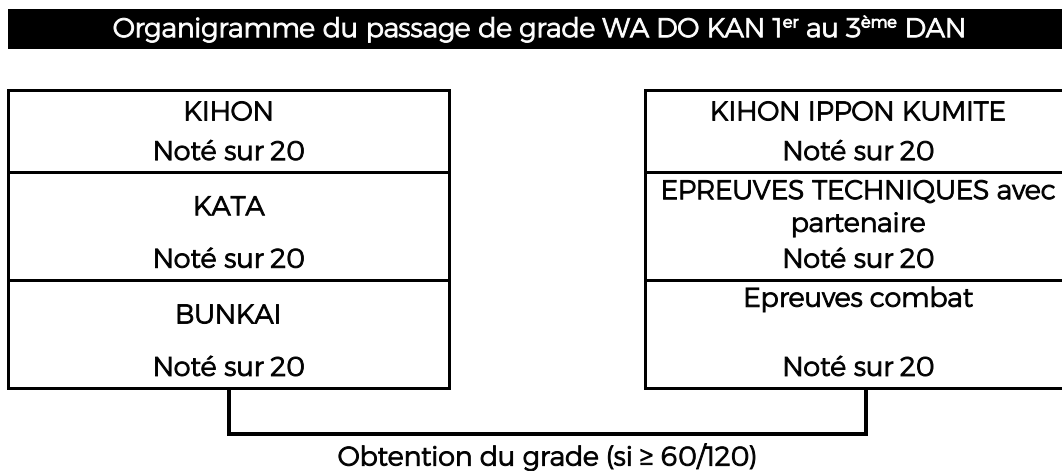 Organigramme du passage de grade WA DO KAN 1er au 3ème DAN
KIHON
Noté sur 20
KATA
Noté sur 20
BUNKAI
Noté sur 20
KIHON IPPON KUMITE
Noté sur 20
EPREUVES TECHNIQUES avec
partenaire
Noté sur 20
Epreuves combat
Noté sur 20
Obtention du grade (si ≥ 60/120)